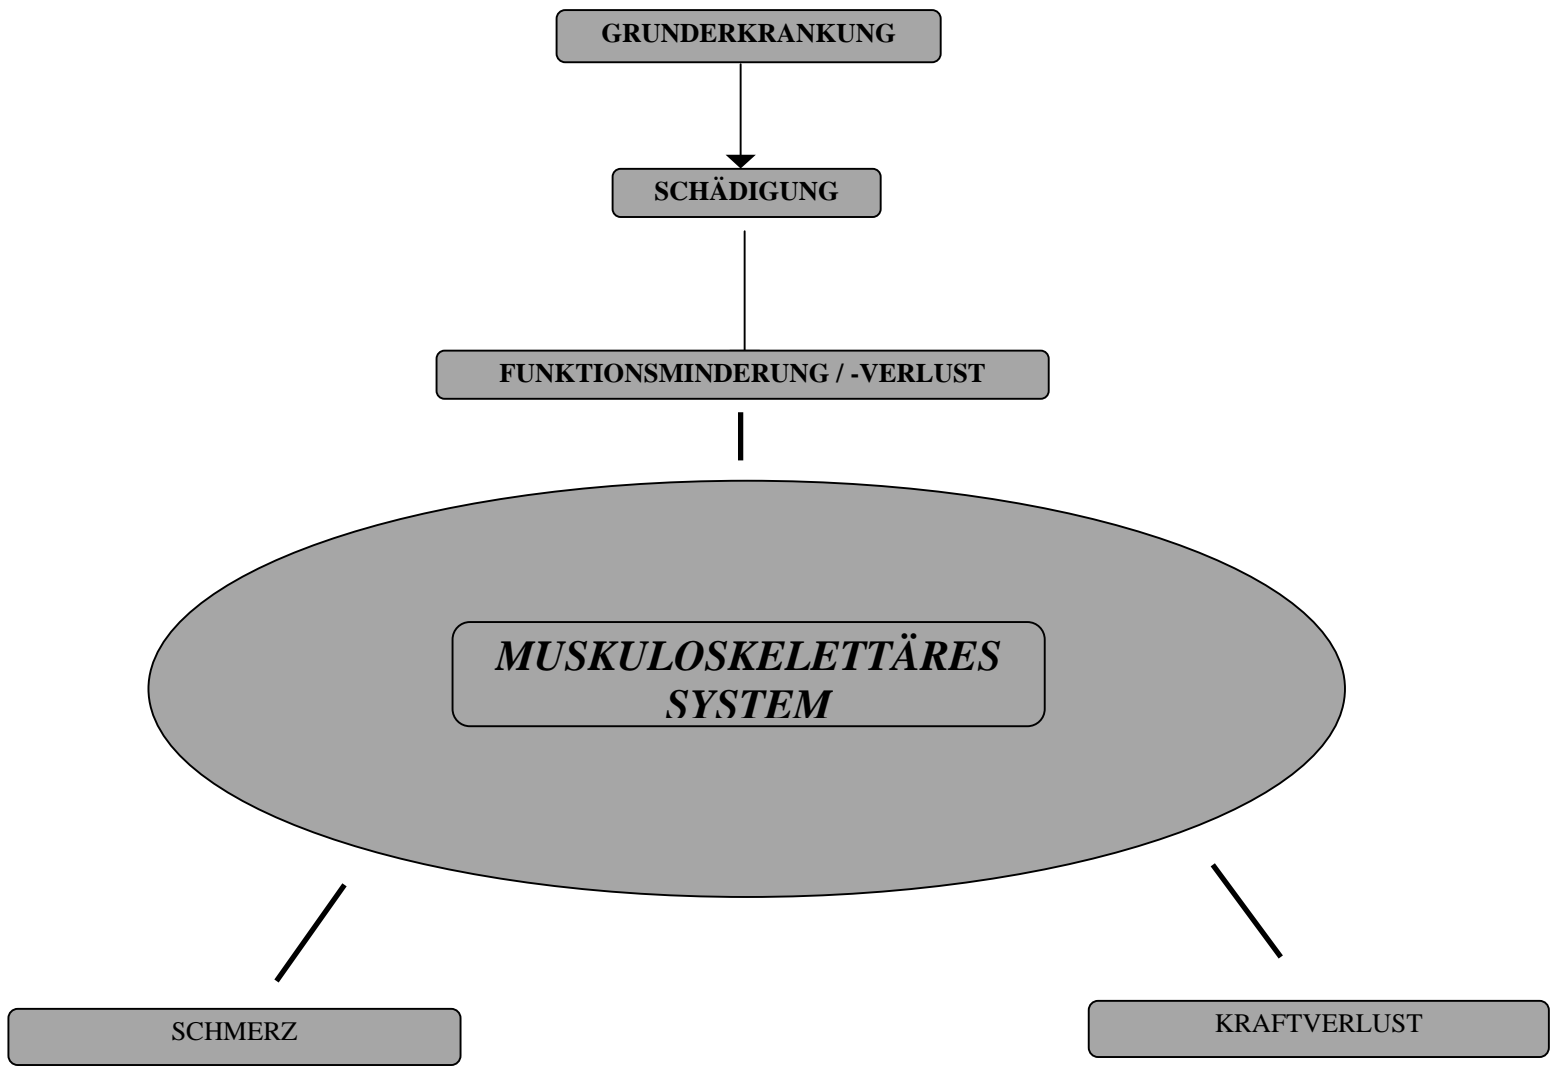 GRUNDERKRANKUNG
SCHÄDIGUNG
FUNKTIONSMINDERUNG / -VERLUST
MUSKULOSKELETTÄRES
SYSTEM
SCHMERZ
KRAFTVERLUST